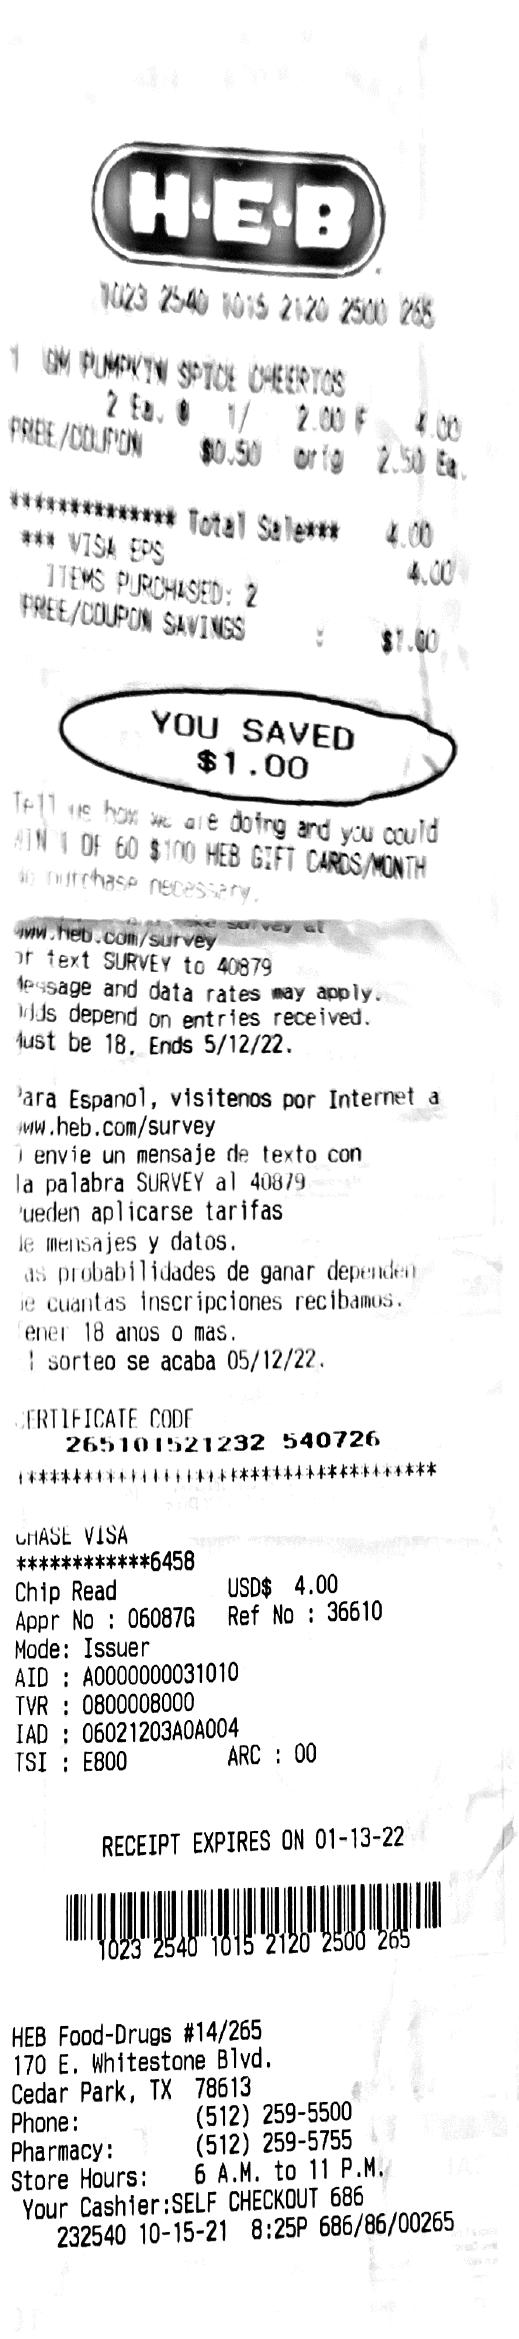 H-E-B
1023 2540 1015 2120 2500 265
1 GM PUMPKIN SPICE CHEERIOS
2 Ea. @ 1/ 2.00 F 4.00
FREE/COUPON $0.50 orig 2.50 Ea.
************** Total Sale*** 4.00
*** VISA EPS 4.00
ITEMS PURCHASED: 2
FREE/COUPON SAVINGS : $1.00
YOU SAVED
$1.00
Tell us how we are doing and you could
1 OF 60 $100 HEB GIFT CARDS/MONTH
purchase necessary.
survey at
www.heb.com/survey
or text SURVEY to 40879
Message and data rates may apply.
Odds depend on entries received.
Must be 18. Ends 5/12/22.
Para Espanol, visitenos por Internet a
www.heb.com/survey
envie un mensaje de texto con
la palabra SURVEY al 40879
Pueden aplicarse tarifas
de mensajes y datos.
as probabilidades de ganar dependen
de cuantas inscripciones recibamos.
ener 18 anos o mas.
l sorteo se acaba 05/12/22.
CERTIFICATE CODE
265101521232 540726
***************************************
CHASE VISA
************6458
Chip Read USD$ 4.00
Appr No : 06087G Ref No : 36610
Mode: Issuer
AID : A0000000031010
TVR : 0800008000
IAD : 06021203A0A004
TSI : E800 ARC : 00
RECEIPT EXPIRES ON 01-13-22
1023 2540 1015 2120 2500 265
HEB Food-Drugs #14/265
170 E. Whitestone Blvd.
Cedar Park, TX 78613
Phone: (512) 259-5500
Pharmacy: (512) 259-5755
Store Hours: 6 A.M. to 11 P.M.
Your Cashier:SELF CHECKOUT 686
232540 10-15-21 8:25P 686/86/00265